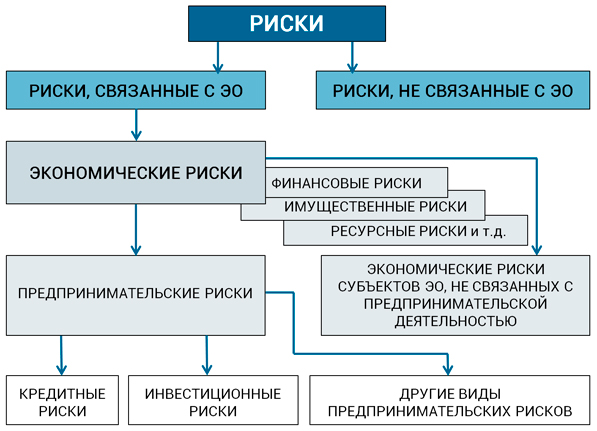 РИСКИ
РИСКИ, СВЯЗАННЫЕ С ЭО
РИСКИ, НЕ СВЯЗАННЫЕ С ЭО
ЭКОНОМИЧЕСКИЕ РИСКИ
ФИНАНСОВЫЕ РИСКИ
ИМУЩЕСТВЕННЫЕ РИСКИ
РЕСУРСНЫЕ РИСКИ и т.д.
ПРЕДПРИНИМАТЕЛЬСКИЕ РИСКИ
ЭКОНОМИЧЕСКИЕ РИСКИ
СУБЪЕКТОВ ЭО, НЕ СВЯЗАННЫХ С
ПРЕДПРИНИМАТЕЛЬСКОЙ
ДЕЯТЕЛЬНОСТЬЮ
КРЕДИТНЫЕ
РИСКИ
ИНВЕСТИЦИОННЫЕ
РИСКИ
ДРУГИЕ ВИДЫ
ПРЕДПРИНИМАТЕЛЬСКИХ РИСКОВ